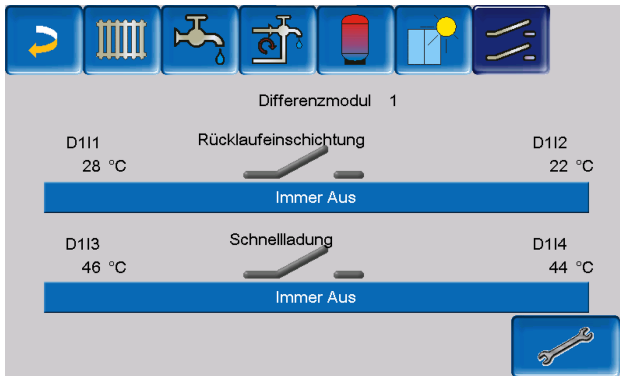 Differenzmodul 1
D1I1 Rücklaufeinschichtung D1I2
28 °C 22 °C
Immer Aus
D1I3 Schnellladung D1I4
46 °C 44 °C
Immer Aus